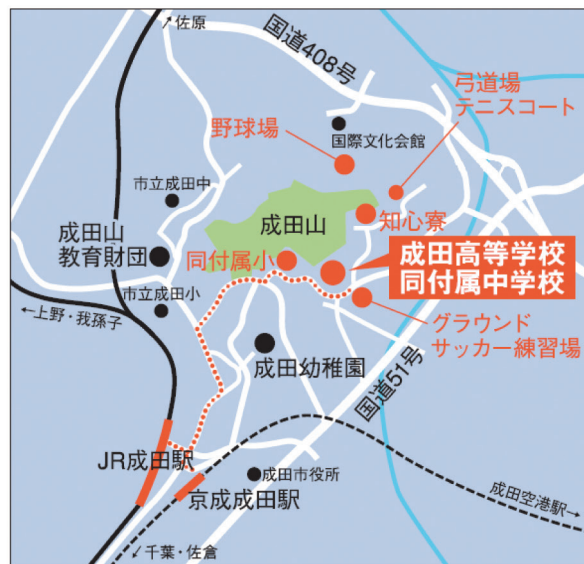 ↗佐原
国道408号
弓道場
テニスコート
野球場
国際文化会館
市立成田中
成田山
知心寮
成田山
教育財団
同付属小
成田高等学校
同付属中学校
市立成田小
←上野・我孫子
グラウンド
サッカー練習場
成田幼稚園
国道51号
JR成田駅
成田市役所
京成成田駅
成田空港駅→
↙千葉・佐倉